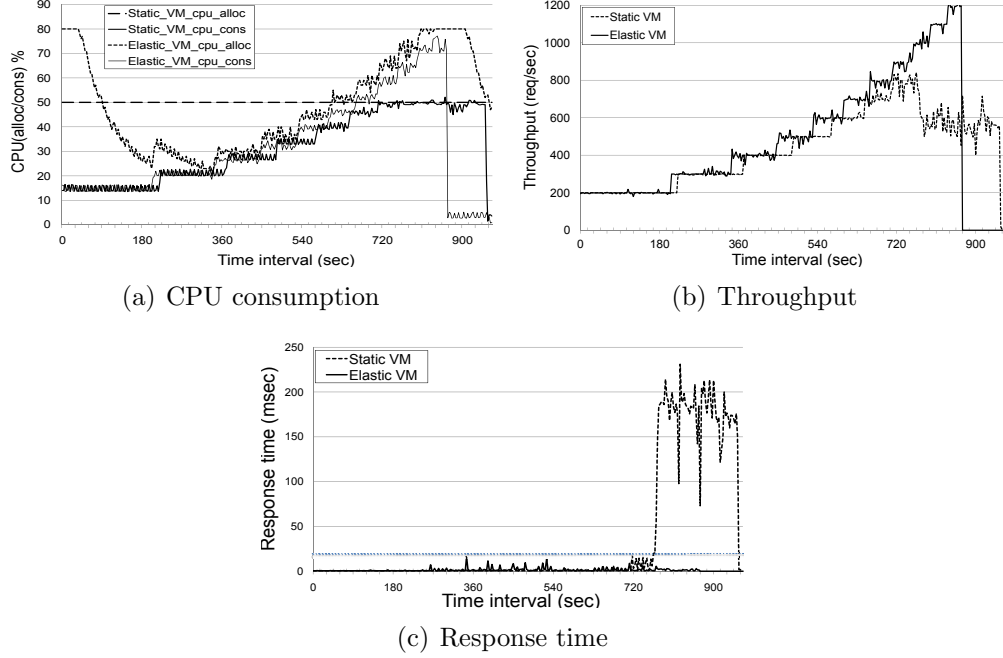 Static_VM_cpu_alloc
Static_VM_cpu_cons
Elastic_VM_cpu_alloc
Elastic_VM_cpu_cons
CPU(alloc/cons) %
80
70
60
50
40
30
20
10
0
0 180 360 540 720 900
Time interval (sec)
(a) CPU consumption
Static VM
Elastic VM
Throughput (req/sec)
1200
1000
800
600
400
200
0
0 180 360 540 720 900
Time interval (sec)
(b) Throughput
Static VM
Elastic VM
Response time (msec)
250
200
150
100
50
0
0 180 360 540 720 900
Time interval (sec)
(c) Response time